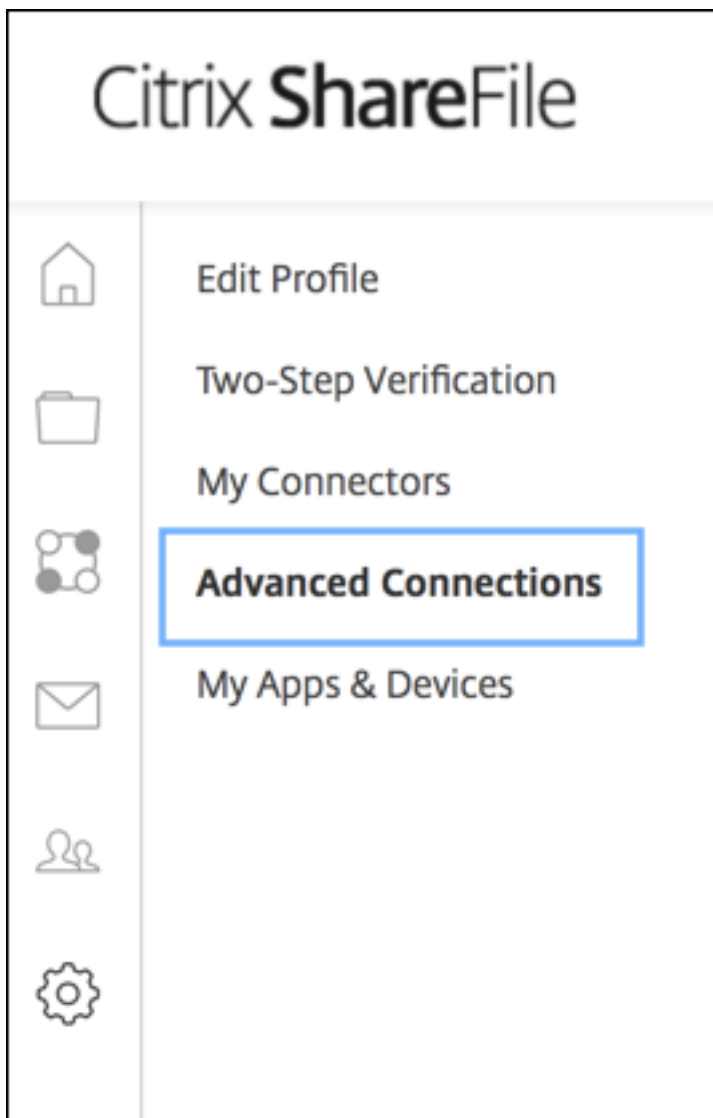 Citrix ShareFile
Edit Profile
Two-Step Verification
My Connectors
Advanced Connections
My Apps & Devices